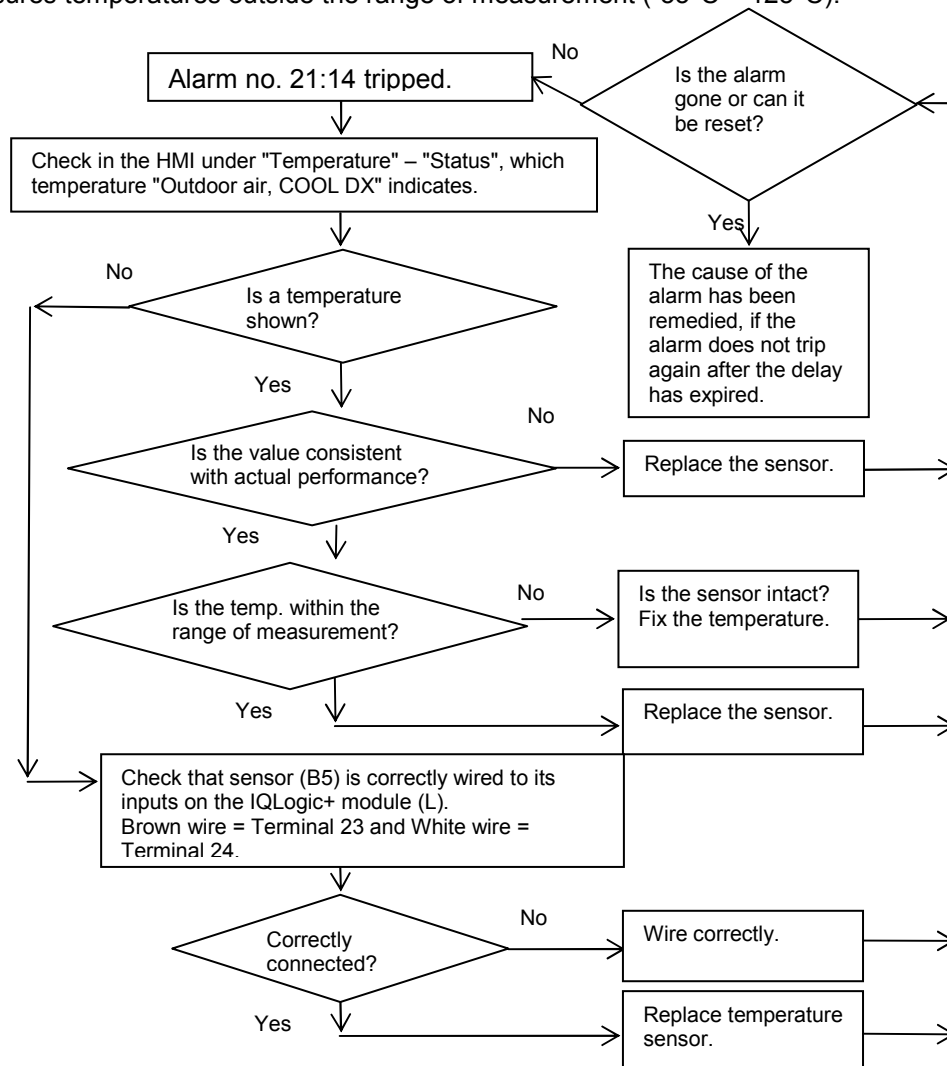 No
Alarm no. 21:14 tripped.
Is the alarm
gone or can it
be reset?
Check in the HMI under "Temperature" – "Status", which
temperature "Outdoor air, COOL DX" indicates.
Yes
The cause of the
alarm has been
remedied, if the
alarm does not trip
again after the delay
has expired.
No
Is a temperature
shown?
Yes
No
Is the value consistent
with actual performance?
Replace the sensor.
Yes
No
Is the temp. within the
range of measurement?
Is the sensor intact?
Fix the temperature.
Yes
Replace the sensor.
Check that sensor (B5) is correctly wired to its
inputs on the IQLogic+ module (L).
Brown wire = Terminal 23 and White wire =
Terminal 24.
No
Correctly
connected?
Wire correctly.
Yes
Replace temperature
sensor.